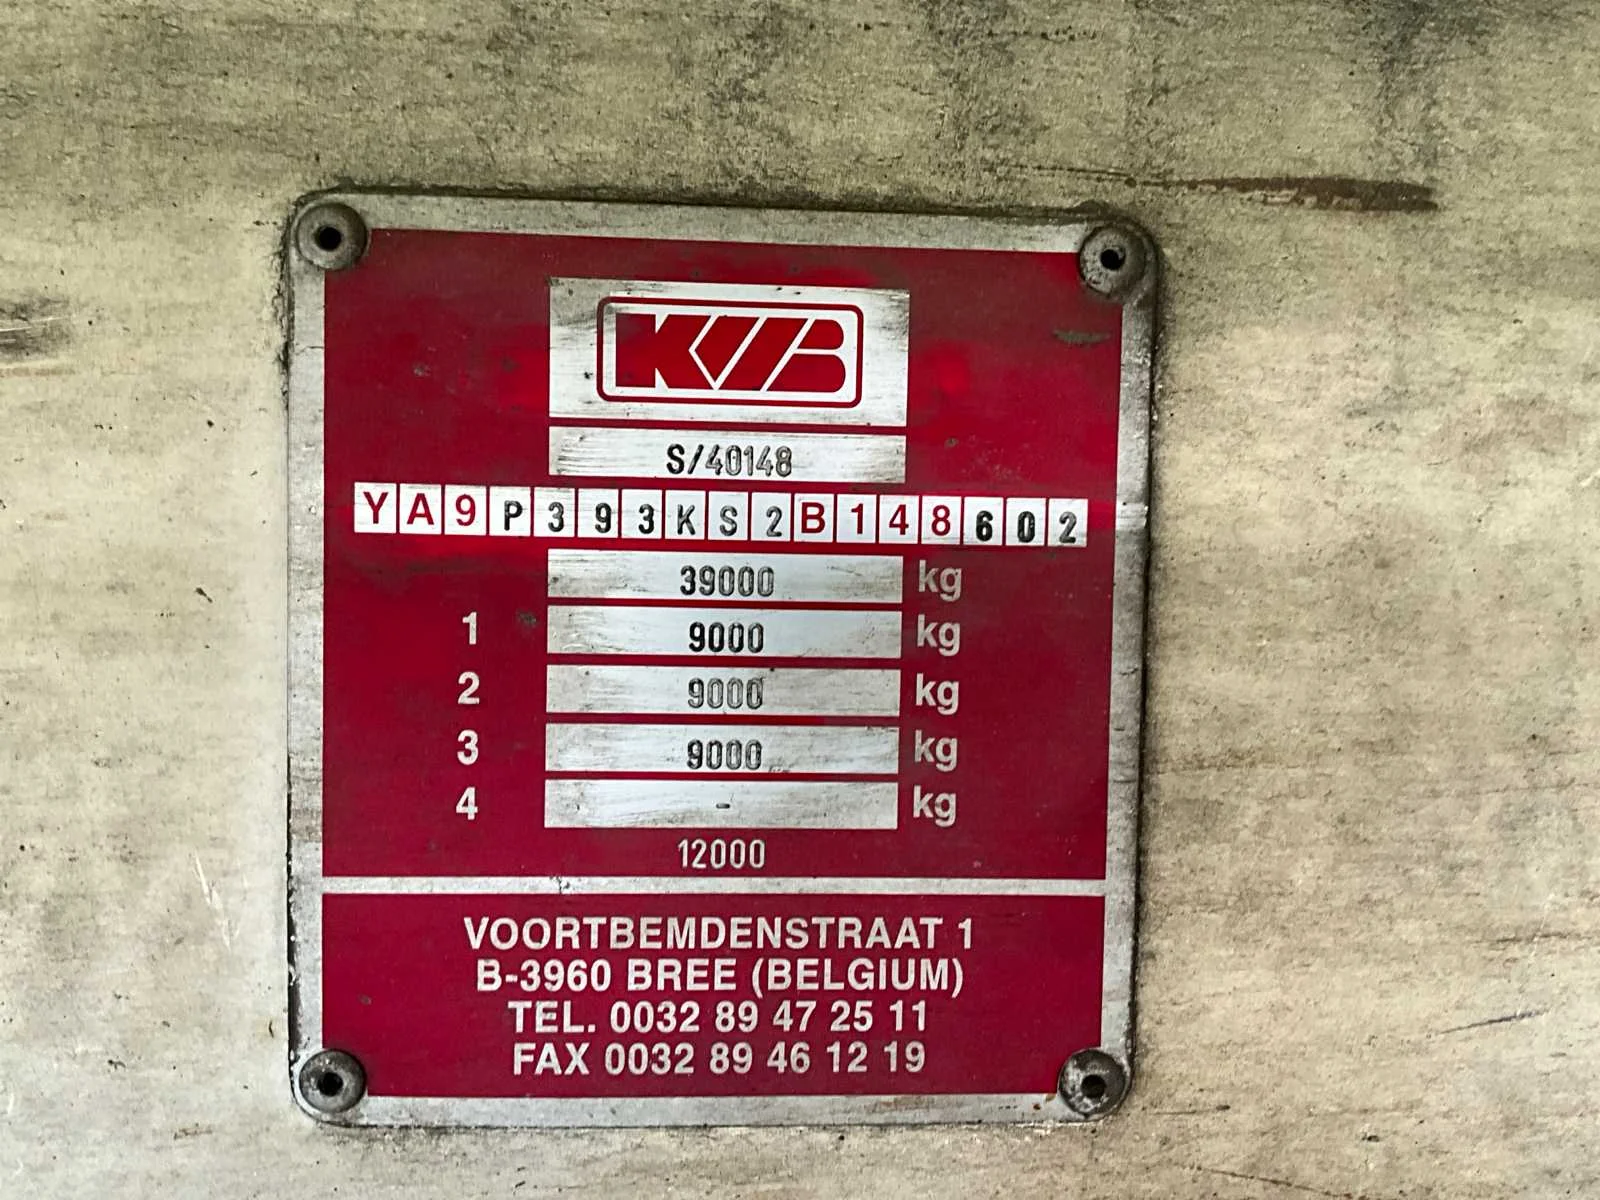 KWB
S/40148
YA9P393KS2B148602
39000 kg
1 9000 kg
2 9000 kg
3 9000 kg
4 - kg
12000
VOORTBEMDENSTRAAT 1
B-3960 BREE (BELGIUM)
TEL. 0032 89 47 25 11
FAX 0032 89 46 12 19